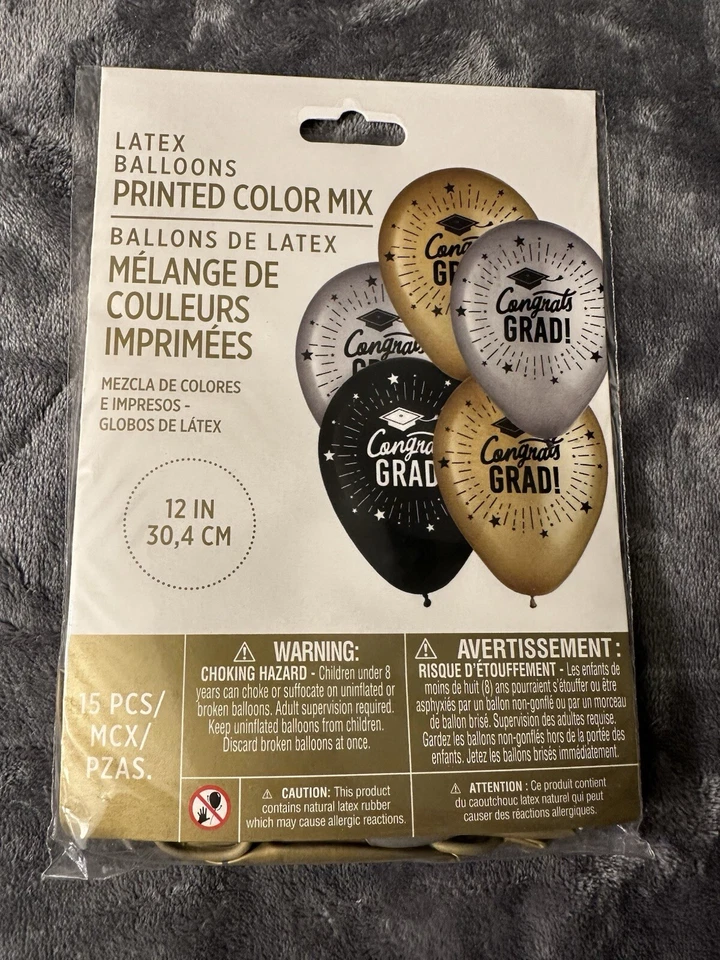 LATEX
BALLOONS
PRINTED COLOR MIX
BALLONS DE LATEX
MÉLANGE DE
COULEURS
IMPRIMÉES
MEZCLA DE COLORES
E IMPRESOS -
GLOBOS DE LÁTEX
12 IN
30,4 CM
Cong
GR
Congrats
GRAD!
Congrats
Congra
GRAD
Congrats
GRAD!
15 PCS/
MCX/
PZAS.
WARNING:
CHOKING HAZARD - Children under 8
years can choke or suffocate on uninflated or
broken balloons. Adult supervision required.
Keep uninflated balloons from children.
Discard broken balloons at once.
AVERTISSEMENT :
RISQUE D'ÉTOUFFEMENT - Les enfants de
moins de huit (8) ans pourraient s'étouffer ou être
asphyxiés par un ballon non-gonflé ou par un morceau
de ballon brisé. Supervision des adultes requise.
Gardez les ballons non-gonflés hors de la portée des
enfants. Jetez les ballons brisés immédiatement.
CAUTION: This product
contains natural latex rubber
which may cause allergic reactions.
ATTENTION : Ce produit contient
du caoutchouc latex naturel qui peut
causer des réactions allergiques.